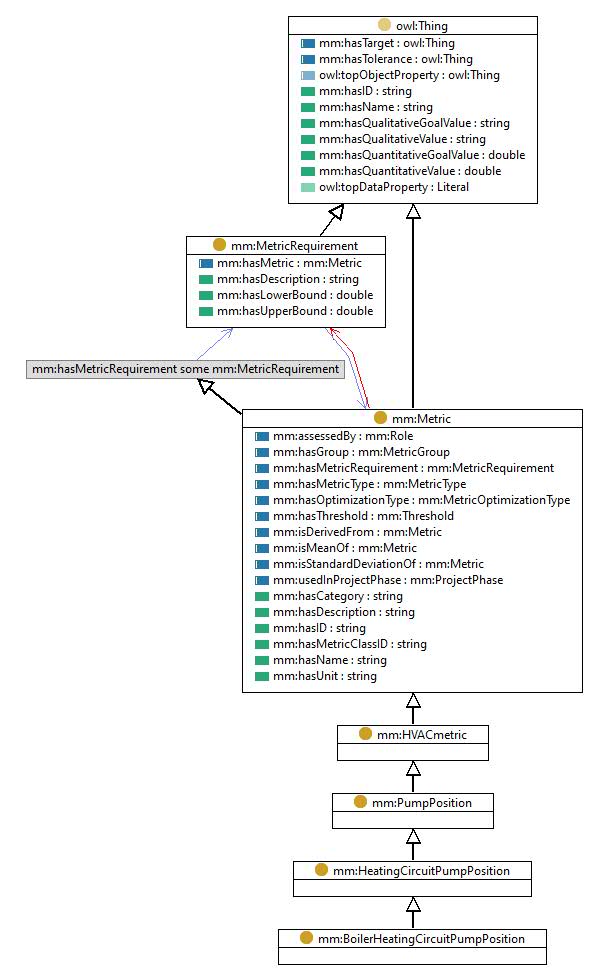 owl:Thing
mm:hasTarget : owl:Thing
mm:hasTolerance : owl:Thing
owl:topObjectProperty : owl:Thing
mm:hasID : string
mm:hasName : string
mm:hasQualitativeGoalValue : string
mm:hasQualitativeValue : string
mm:hasQuantitativeGoalValue : double
mm:hasQuantitativeValue : double
owl:topDataProperty : Literal
mm:MetricRequirement
mm:hasMetric : mm:Metric
mm:hasDescription : string
mm:hasLowerBound : double
mm:hasUpperBound : double
mm:hasMetricRequirement some mm:MetricRequirement
mm:Metric
mm:assessedBy : mm:Role
mm:hasGroup : mm:MetricGroup
mm:hasMetricRequirement : mm:MetricRequirement
mm:hasMetricType : mm:MetricType
mm:hasOptimizationType : mm:MetricOptimizationType
mm:hasThreshold : mm:Threshold
mm:isDerivedFrom : mm:Metric
mm:isMeanOf : mm:Metric
mm:isStandardDeviationOf : mm:Metric
mm:usedInProjectPhase : mm:ProjectPhase
mm:hasCategory : string
mm:hasDescription : string
mm:hasID : string
mm:hasMetricClassID : string
mm:hasName : string
mm:hasUnit : string
mm:HVACmetric
mm:PumpPosition
mm:HeatingCircuitPumpPosition
mm:BoilerHeatingCircuitPumpPosition